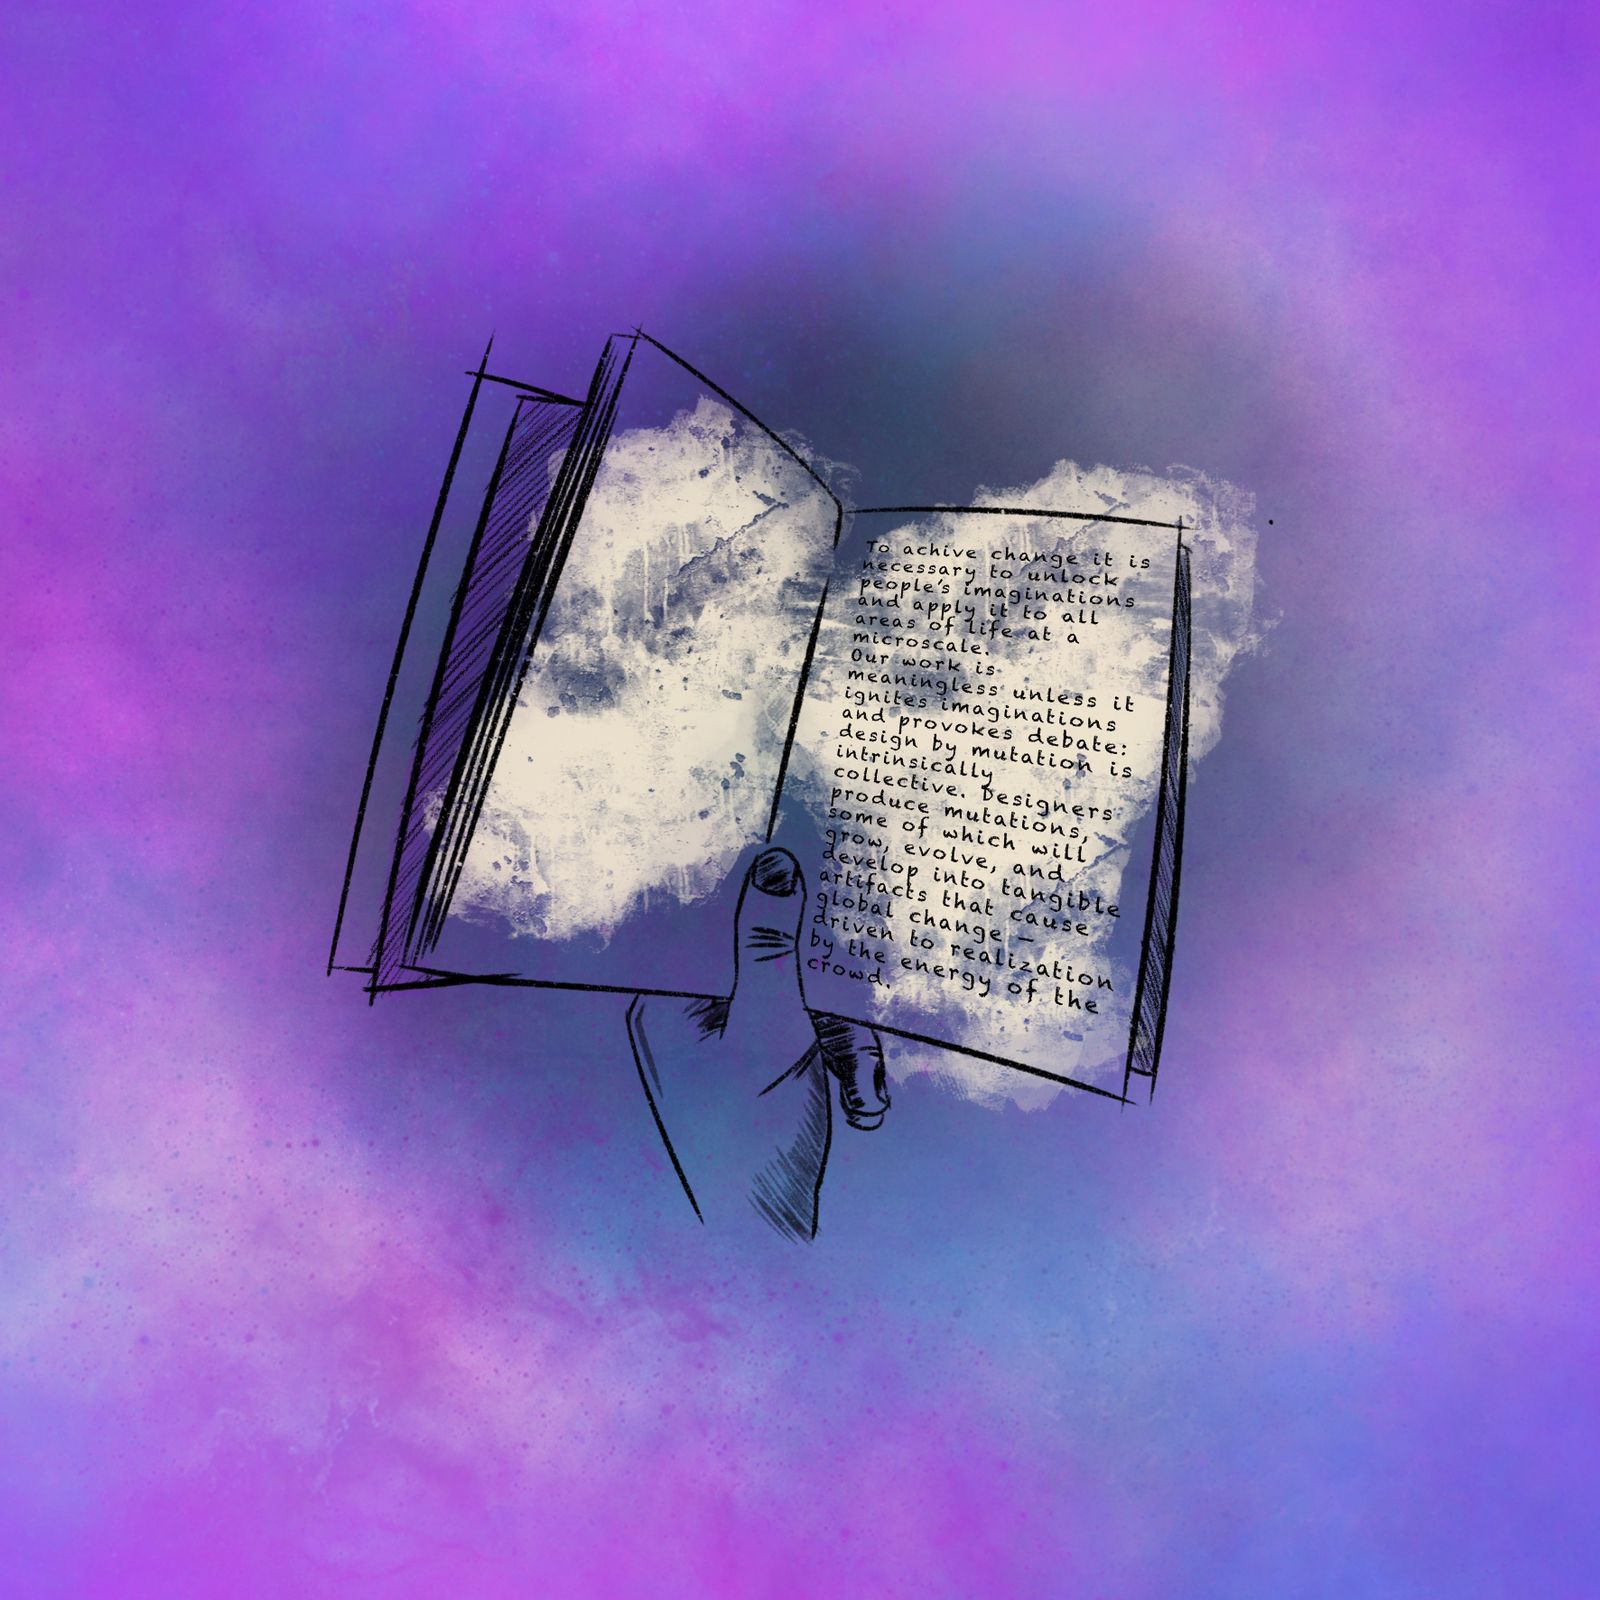 To achive change it is
necessary to unlock
people's imaginations
and apply it to all
areas of life at a
microscale.
Our work is
meaningless unless it
ignites imaginations
and provokes debate:
design by mutation is
intrinsically
collective. Designers
produce mutations,
some of which will
grow, evolve, and
develop into tangible
artifacts that cause
global change —
driven to realization
by the energy of the
crowd.